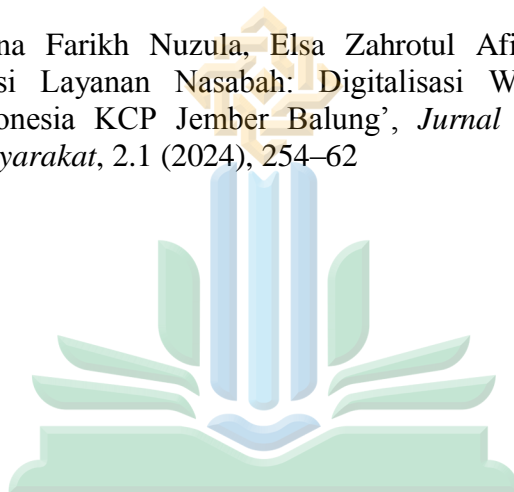 na Farikh Nuzula, Elsa Zahrotul Afi
si Layanan Nasabah: Digitalisasi W
onesia KCP Jember Balung’, Jurnal
yarakat, 2.1 (2024), 254–62